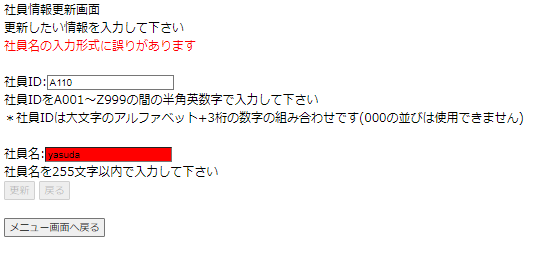 社員情報更新画面
更新したい情報を入力して下さい
社員名の入力形式に誤りがあります
社員ID:A110
社員IDをA001～Z999の間の半角英数字で入力して下さい
＊社員IDは大文字のアルファベット+3桁の数字の組み合わせです(000の並びは使用できません)
社員名:yasuda
社員名を255文字以内で入力して下さい
更新 戻る
メニュー画面へ戻る